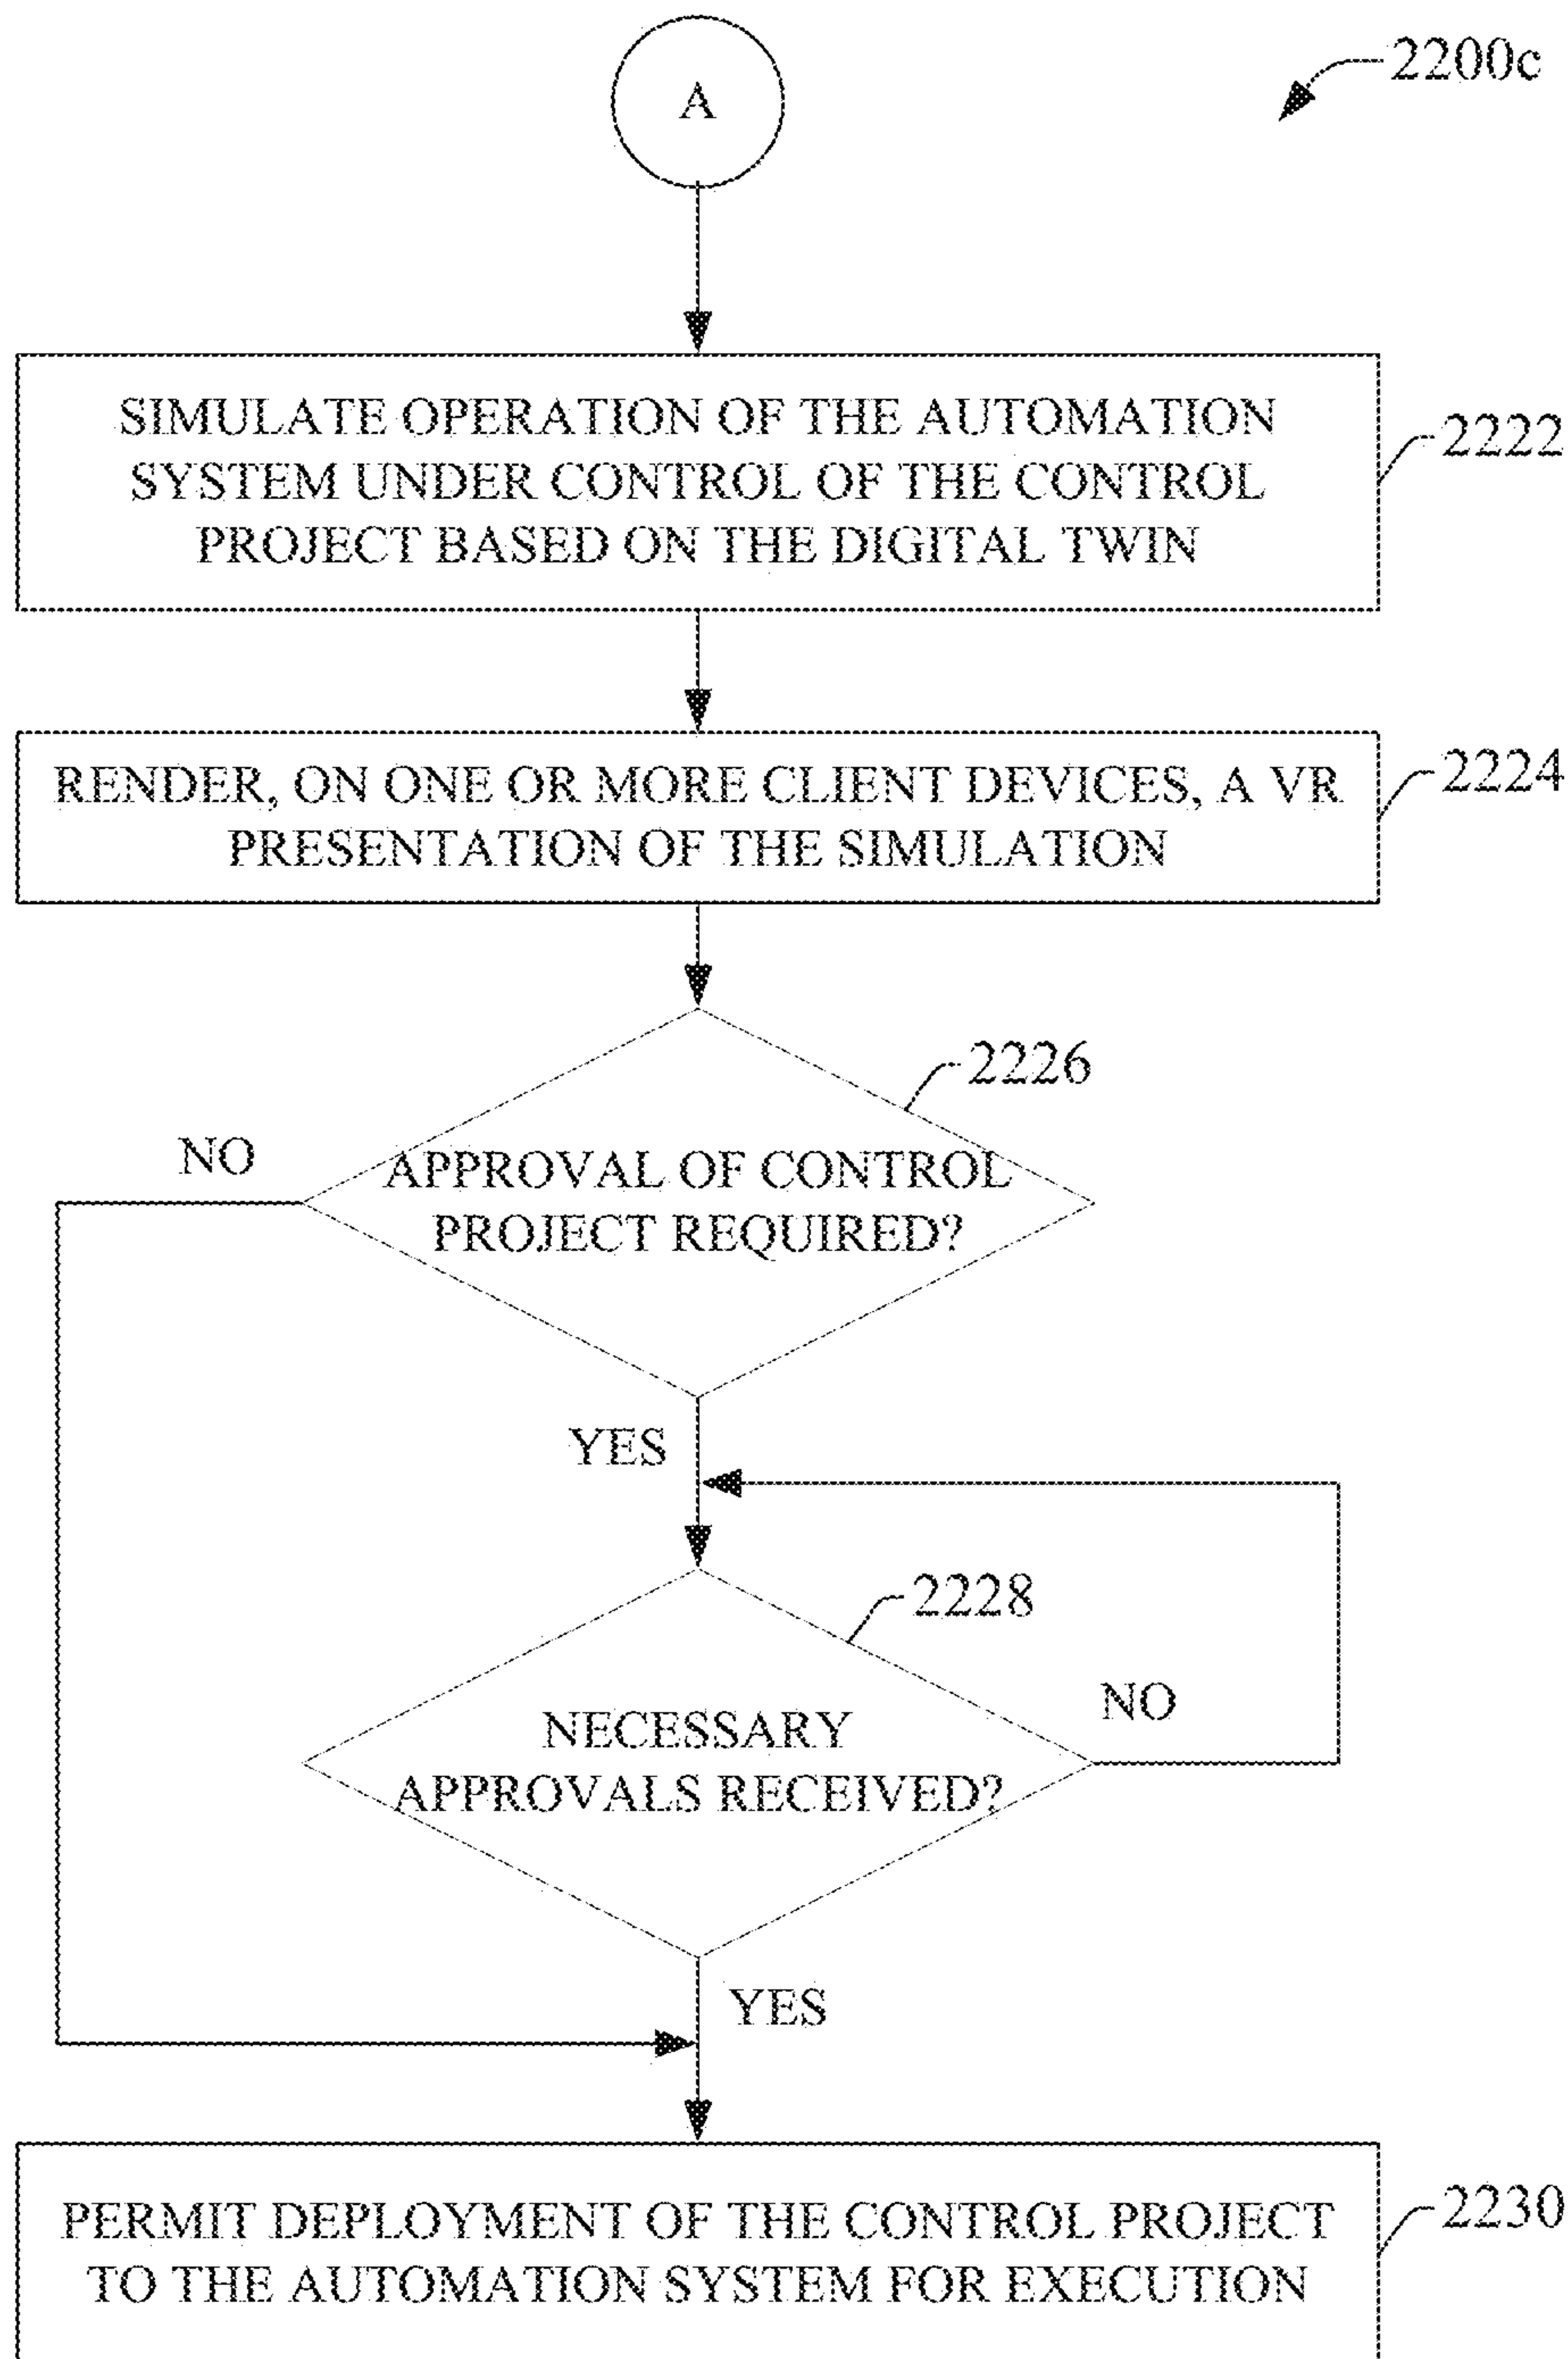 A
2200c
SIMULATE OPERATION OF THE AUTOMATION
SYSTEM UNDER CONTROL OF THE CONTROL
PROJECT BASED ON THE DIGITAL TWIN
2222
RENDER, ON ONE OR MORE CLIENT DEVICES, A VR
PRESENTATION OF THE SIMULATION
2224
2226
NO
APPROVAL OF CONTROL
PROJECT REQUIRED?
YES
2228
NO
NECESSARY
APPROVALS RECEIVED?
YES
PERMIT DEPLOYMENT OF THE CONTROL PROJECT
TO THE AUTOMATION SYSTEM FOR EXECUTION
2230